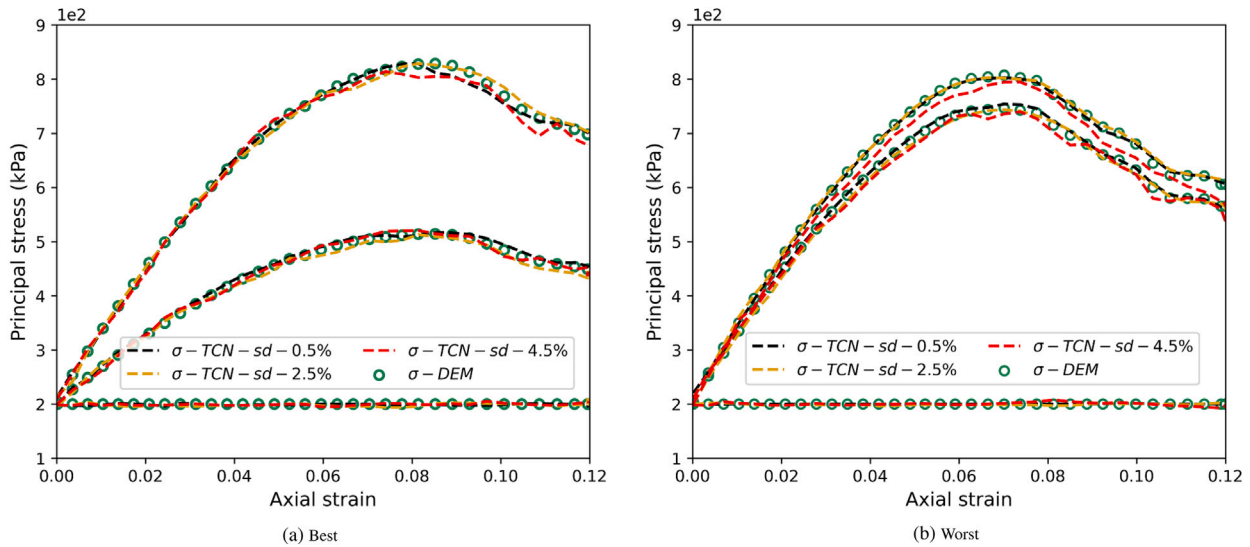 1e2
9
8
7
6
5
4
3
2
1
Principal stress (kPa)
σ − TCN − sd − 0.5%
σ − TCN − sd − 2.5%
σ − TCN − sd − 4.5%
σ − DEM
0.00 0.02 0.04 0.06 0.08 0.10 0.12
Axial strain
(a) Best
1e2
9
8
7
6
5
4
3
2
1
Principal stress (kPa)
σ − TCN − sd − 0.5%
σ − TCN − sd − 2.5%
σ − TCN − sd − 4.5%
σ − DEM
0.00 0.02 0.04 0.06 0.08 0.10 0.12
Axial strain
(b) Worst